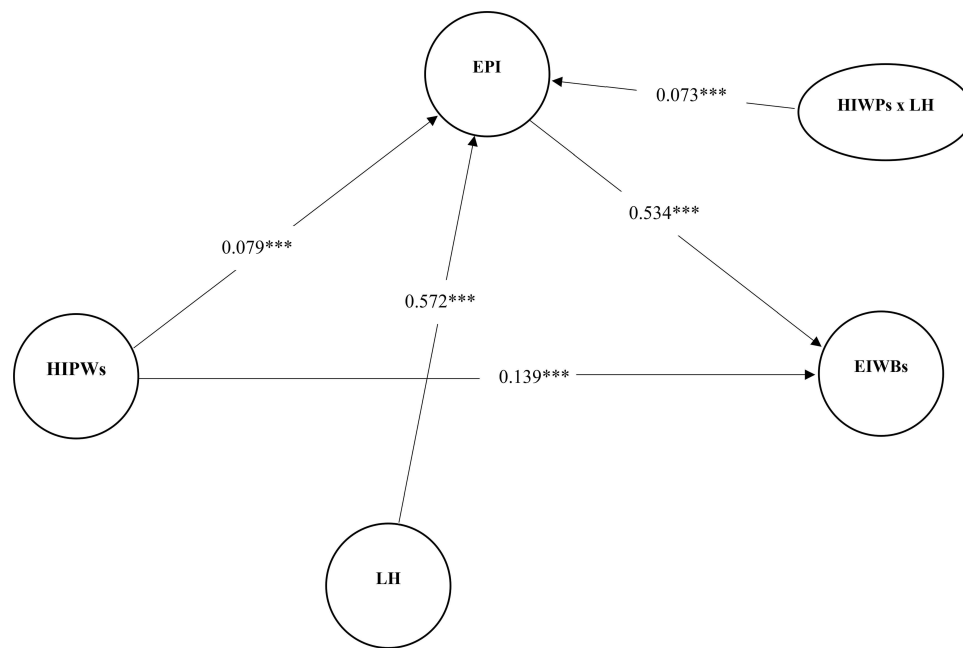 EPI
0.073***
HIWPs x LH
0.534***
0.079***
0.572***
HIPWs
0.139***
EIWBs
LH